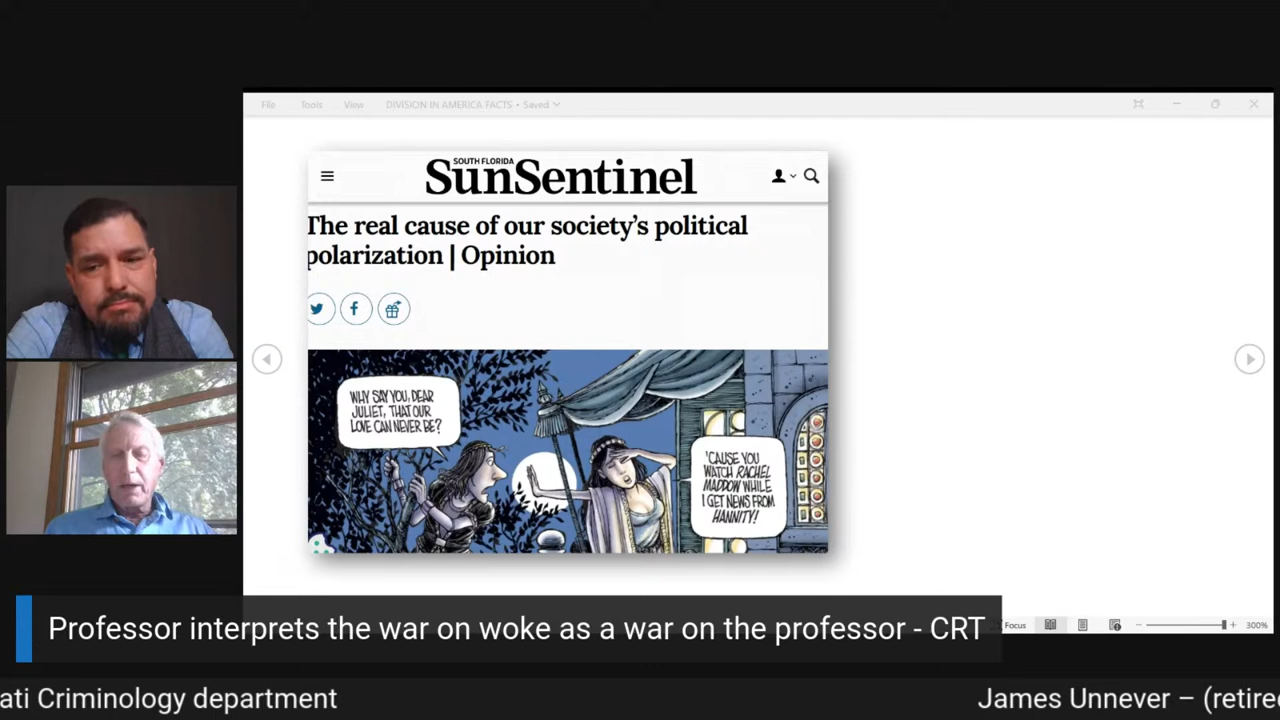 File Tools View DIVISION IN AMERICA FACTS • Saved
SOUTH FLORIDA
SunSentinel
The real cause of our society's political
polarization | Opinion
WHY SAY YOU, DEAR
JULIET, THAT OUR
LOVE CAN NEVER BE?
'CAUSE YOU
WATCH RACHEL
MADDOW WHILE
I GET NEWS FROM
HANNITY!
Professor interprets the war on woke as a war on the professor - CRT
Focus
300%
ati Criminology department
James Unnever – (retired